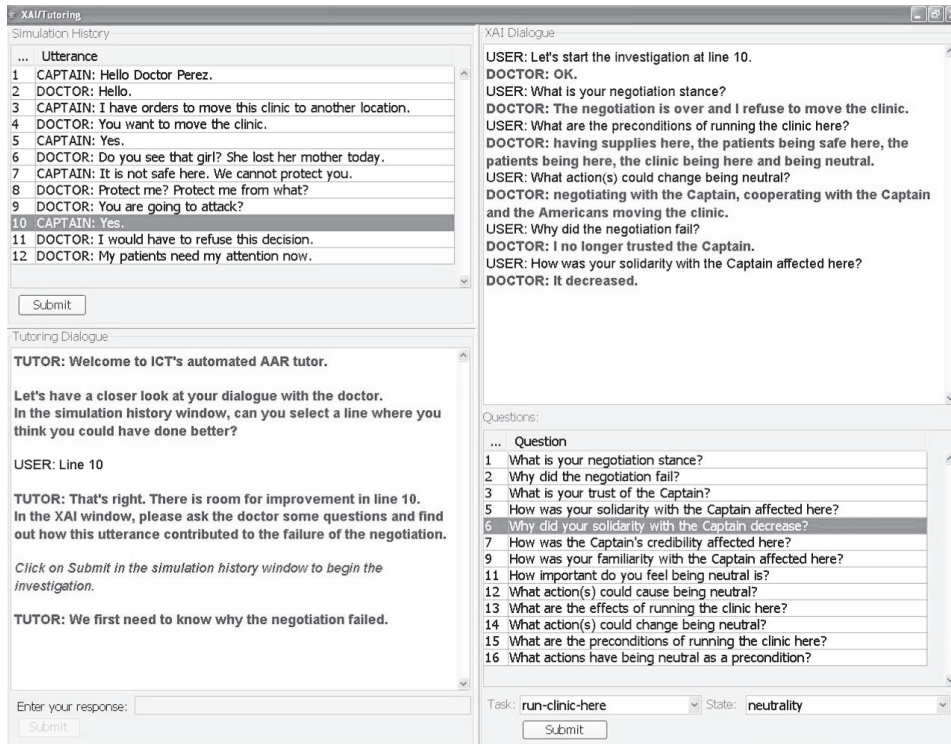 XAI/Tutoring
Simulation History
... Utterance
1 CAPTAIN: Hello Doctor Perez.
2 DOCTOR: Hello.
3 CAPTAIN: I have orders to move this clinic to another location.
4 DOCTOR: You want to move the clinic.
5 CAPTAIN: Yes.
6 DOCTOR: Do you see that girl? She lost her mother today.
7 CAPTAIN: It is not safe here. We cannot protect you.
8 DOCTOR: Protect me? Protect me from what?
9 DOCTOR: You are going to attack?
10 CAPTAIN: Yes.
11 DOCTOR: I would have to refuse this decision.
12 DOCTOR: My patients need my attention now.
Submit
Tutoring Dialogue
TUTOR: Welcome to ICT's automated AAR tutor.
Let's have a closer look at your dialogue with the doctor.
In the simulation history window, can you select a line where you
think you could have done better?
USER: Line 10
TUTOR: That's right. There is room for improvement in line 10.
In the XAI window, please ask the doctor some questions and find
out how this utterance contributed to the failure of the negotiation.
Click on Submit in the simulation history window to begin the
investigation.
TUTOR: We first need to know why the negotiation failed.
Enter your response:
Submit
XAI Dialogue
USER: Let's start the investigation at line 10.
DOCTOR: OK.
USER: What is your negotiation stance?
DOCTOR: The negotiation is over and I refuse to move the clinic.
USER: What are the preconditions of running the clinic here?
DOCTOR: having supplies here, the patients being safe here, the
patients being here, the clinic being here and being neutral.
USER: What action(s) could change being neutral?
DOCTOR: negotiating with the Captain, cooperating with the Captain
and the Americans moving the clinic.
USER: Why did the negotiation fail?
DOCTOR: I no longer trusted the Captain.
USER: How was your solidarity with the Captain affected here?
DOCTOR: It decreased.
Questions:
... Question
1 What is your negotiation stance?
2 Why did the negotiation fail?
3 What is your trust of the Captain?
5 How was your solidarity with the Captain affected here?
6 Why did your solidarity with the Captain decrease?
7 How was the Captain's credibility affected here?
9 How was your familiarity with the Captain affected here?
11 How important do you feel being neutral is?
12 What action(s) could cause being neutral?
13 What are the effects of running the clinic here?
14 What action(s) could change being neutral?
15 What are the preconditions of running the clinic here?
16 What actions have being neutral as a precondition?
Task: run-clinic-here State: neutrality
Submit